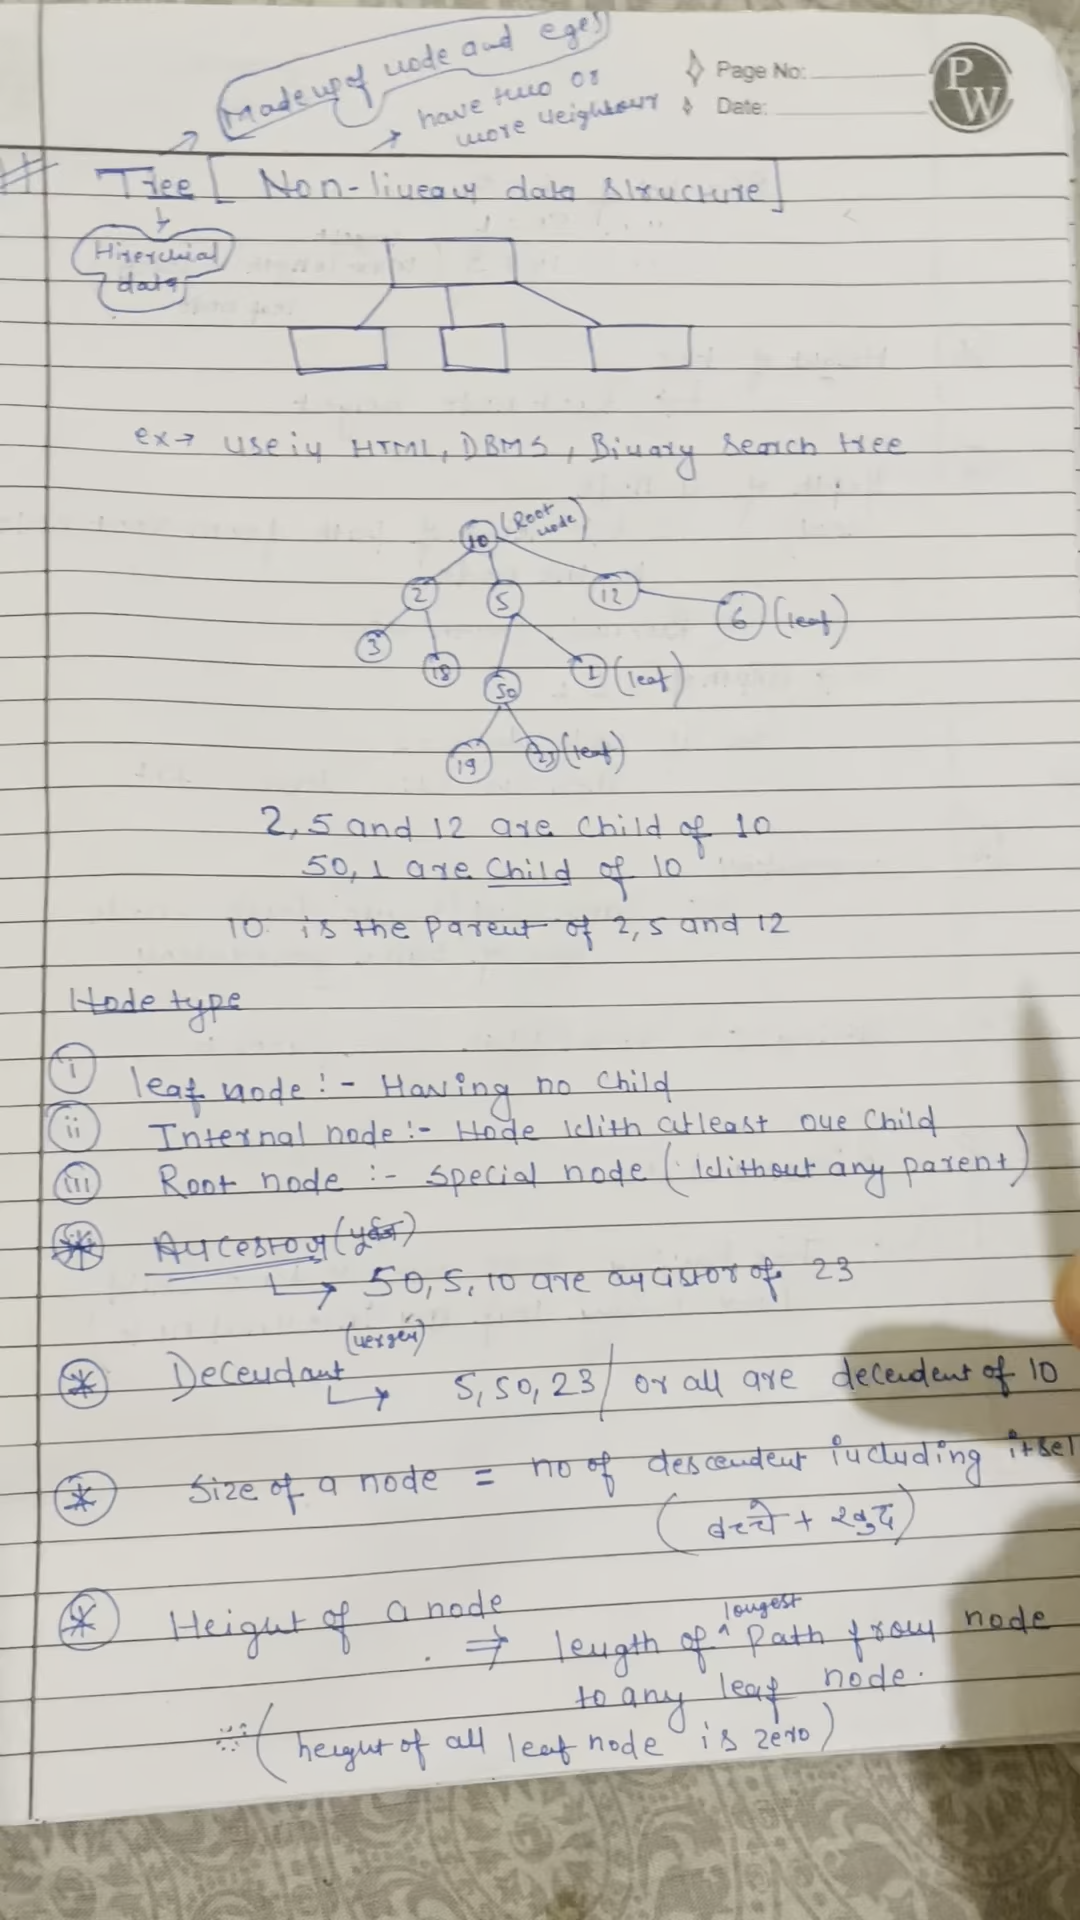 Made up of node and eges
have two or
more neighbour
Page No:
Date:
PW
# Tree [ Non-linear data structure ]
Hirerchial
data
ex→ use in HTML, DBMS, Binary Search tree
10 (Root
node)
2 5 12
6 (leaf)
3 18 50 1 (leaf)
19 23 (leaf)
2, 5 and 12 are child of 10
50, 1 are child of 10
10 is the parent of 2, 5 and 12
Node type
i leaf node :- Having no child
ii Internal node :- Node With atleast one child
iii Root node :- special node (Without any parent)
* Ancestor (पूर्वज)
↳ 50, 5, 10 are ancistor of 23
* Decendant
↳ 5, 50, 23 / or all are decendent of 10
* Size of a node = no of descendent including itsel
(बच्चे + खुद)
* Height of a node
⇒ length of ^ longest Path from node
to any leaf node.
(height of all leaf node is zero)